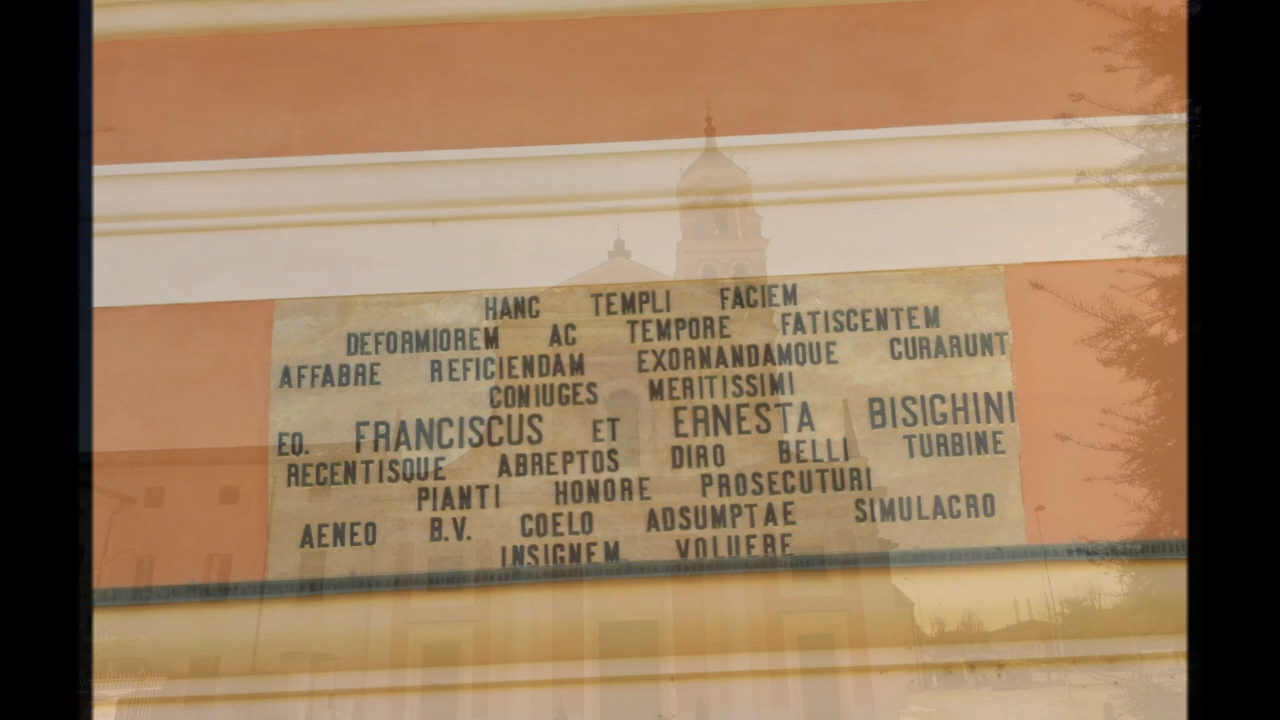 HANC TEMPLI FACIEM
DEFORMIOREM AC TEMPORE FATISCENTEM
AFFABRE REFICIENDAM EXORNANDAMQUE CURARUNT
CONIUGES MERITISSIMI
EQ. FRANCISCUS ET ERNESTA BISIGHINI
RECENTISQUE ABREPTOS DIRO BELLI TURBINE
PIANTI HONORE PROSECUTURI
AENEO B.V. COELO ADSUMPTAE SIMULACRO
INSIGNEM VOLUERE